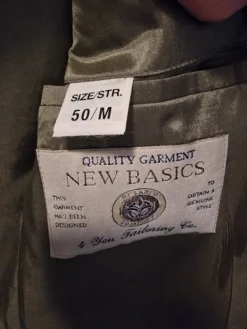 SIZE/STR.
50/M
QUALITY GARMENT
NEW BASICS
THIS
GARMENT
HAS BEEN
DESIGNED
TO
OBTAIN A
GENUINE
STYLE
4 You Tailoring Co.